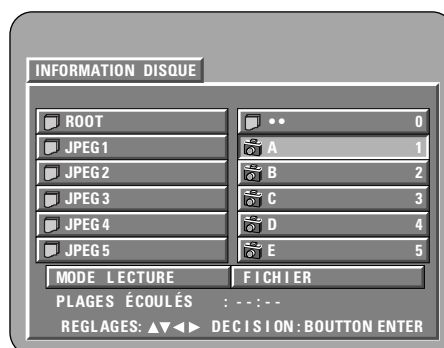 INFORMATION DISQUE
ROOT
•• 0
JPEG1
A 1
JPEG2
B 2
JPEG3
C 3
JPEG4
D 4
JPEG5
E 5
MODE LECTURE FICHIER
PLAGES ÉCOULÉS :--:--
REGLAGES: ▲▼◄► DECISION:BOUTTON ENTER